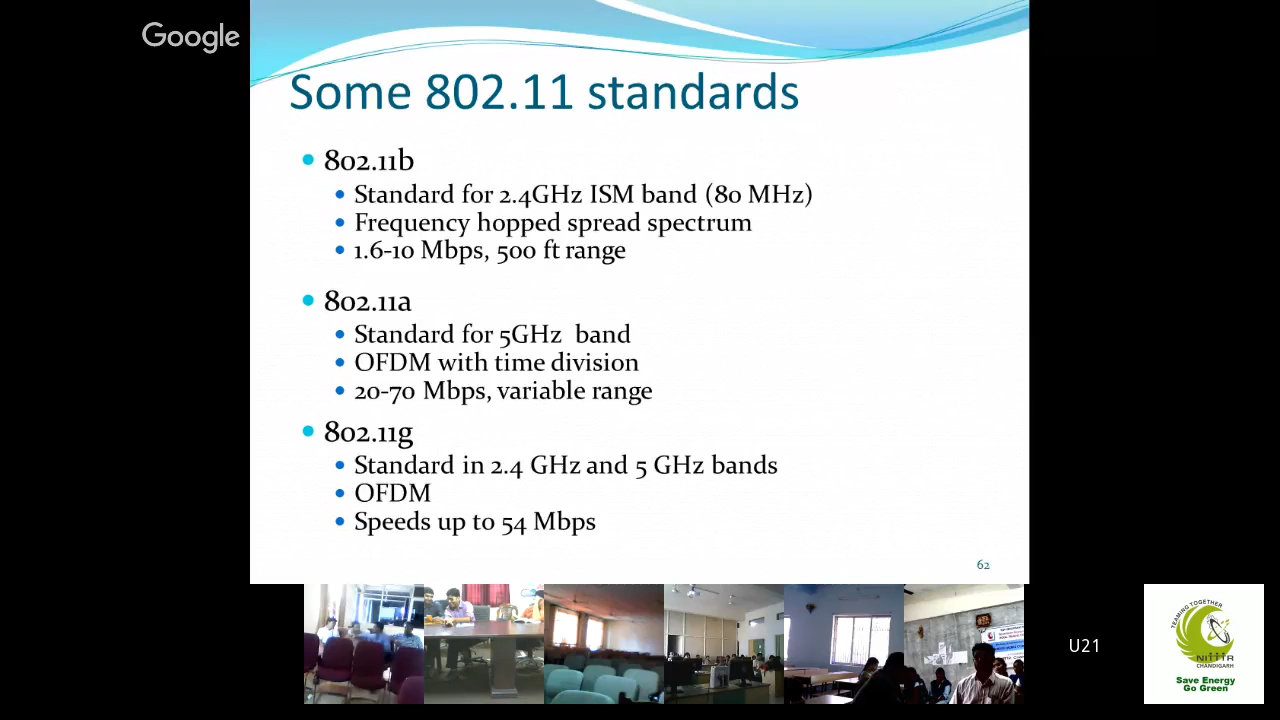 Google
Some 802.11 standards
802.11b
Standard for 2.4GHz ISM band (80 MHz)
Frequency hopped spread spectrum
1.6-10 Mbps, 500 ft range
802.11a
Standard for 5GHz band
OFDM with time division
20-70 Mbps, variable range
802.11g
Standard in 2.4 GHz and 5 GHz bands
OFDM
Speeds up to 54 Mbps
62
U21
TEAMING TOGETHER
NITTTR
CHANDIGARH
Save Energy
Go Green